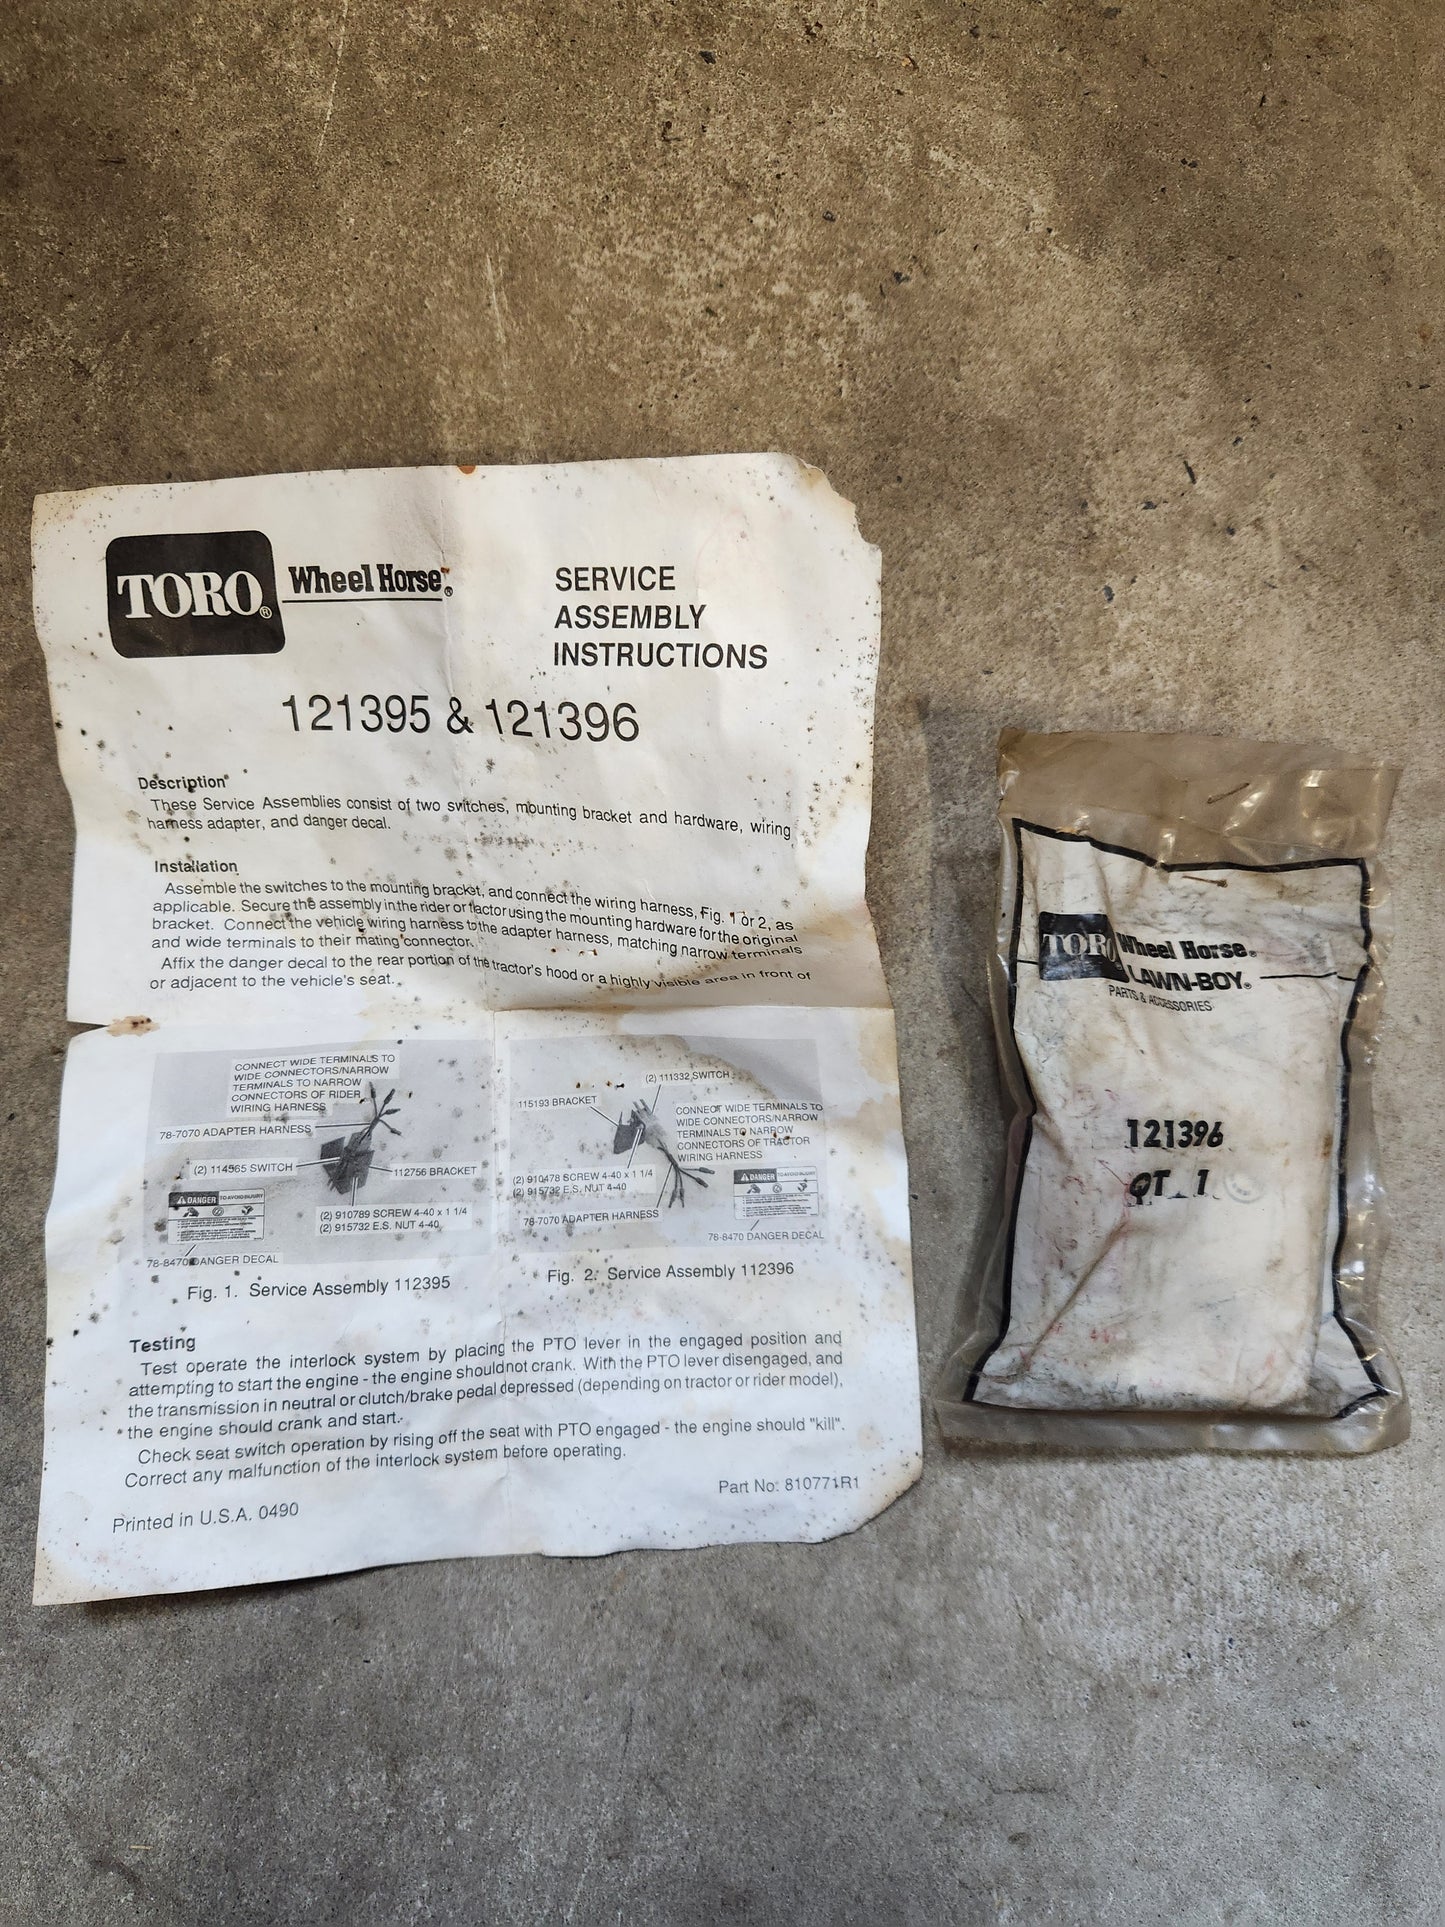 TORO® Wheel Horse®
SERVICE
ASSEMBLY
INSTRUCTIONS
121395 & 121396
Description
These Service Assemblies consist of two switches, mounting bracket and hardware, wiring
harness adapter, and danger decal.
Installation
Assemble the switches to the mounting bracket, and connect the wiring harness, Fig. 1 or 2, as
applicable. Secure the assembly in the rider or tractor using the mounting hardware for the original
bracket. Connect the vehicle wiring harness to the adapter harness, matching narrow terminals
and wide terminals to their mating connector.
Affix the danger decal to the rear portion of the tractor's hood or a highly visible area in front of
or adjacent to the vehicle's seat.
CONNECT WIDE TERMINALS TO
WIDE CONNECTORS/NARROW
TERMINALS TO NARROW
CONNECTORS OF RIDER
WIRING HARNESS
78-7070 ADAPTER HARNESS
(2) 114565 SWITCH
112756 BRACKET
DANGER
TO AVOID INJURY
(2) 910789 SCREW 4-40 x 1 1/4
(2) 915732 E.S. NUT 4-40
78-8470 DANGER DECAL
Fig. 1. Service Assembly 112395
(2) 111332 SWITCH
115193 BRACKET
CONNECT WIDE TERMINALS TO
WIDE CONNECTORS/NARROW
TERMINALS TO NARROW
CONNECTORS OF TRACTOR
WIRING HARNESS
(2) 910478 SCREW 4-40 x 1 1/4
(2) 915732 E.S. NUT 4-40
DANGER
78-7070 ADAPTER HARNESS
78-8470 DANGER DECAL
Fig. 2. Service Assembly 112396
Testing
Test operate the interlock system by placing the PTO lever in the engaged position and
attempting to start the engine - the engine should not crank. With the PTO lever disengaged, and
the transmission in neutral or clutch/brake pedal depressed (depending on tractor or rider model),
the engine should crank and start.
Check seat switch operation by rising off the seat with PTO engaged - the engine should "kill".
Correct any malfunction of the interlock system before operating.
Part No: 810771R1
Printed in U.S.A. 0490
TORO Wheel Horse®
LAWN-BOY®
PARTS & ACCESSORIES
121396
QT 1